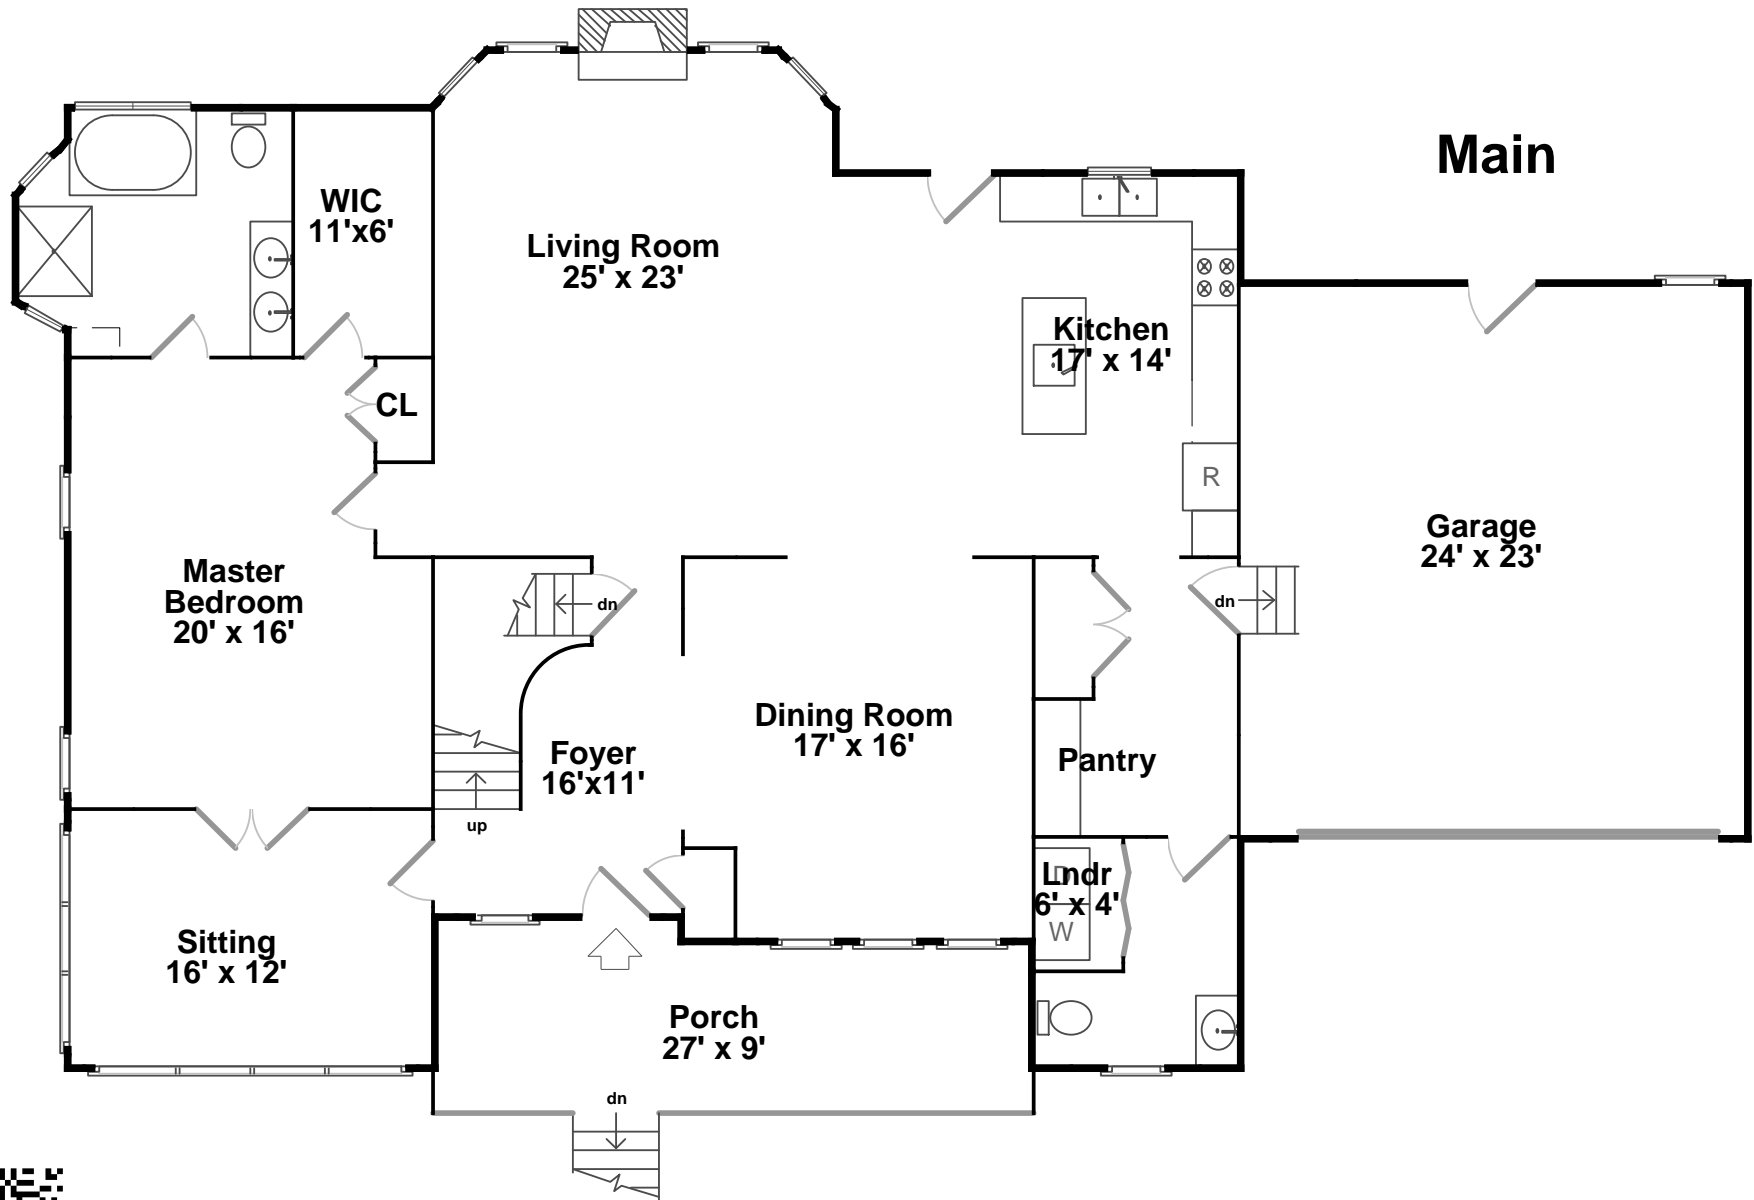 Main
WIC
11'x6'
Living Room
25' x 23'
Kitchen
17' x 14'
CL
R
Garage
24' x 23'
Master
Bedroom
20' x 16'
dn
dn
Dining Room
17' x 16'
Foyer
16'x11'
Pantry
up
D
Lndr
6' x 4'
W
Sitting
16' x 12'
Porch
27' x 9'
dn